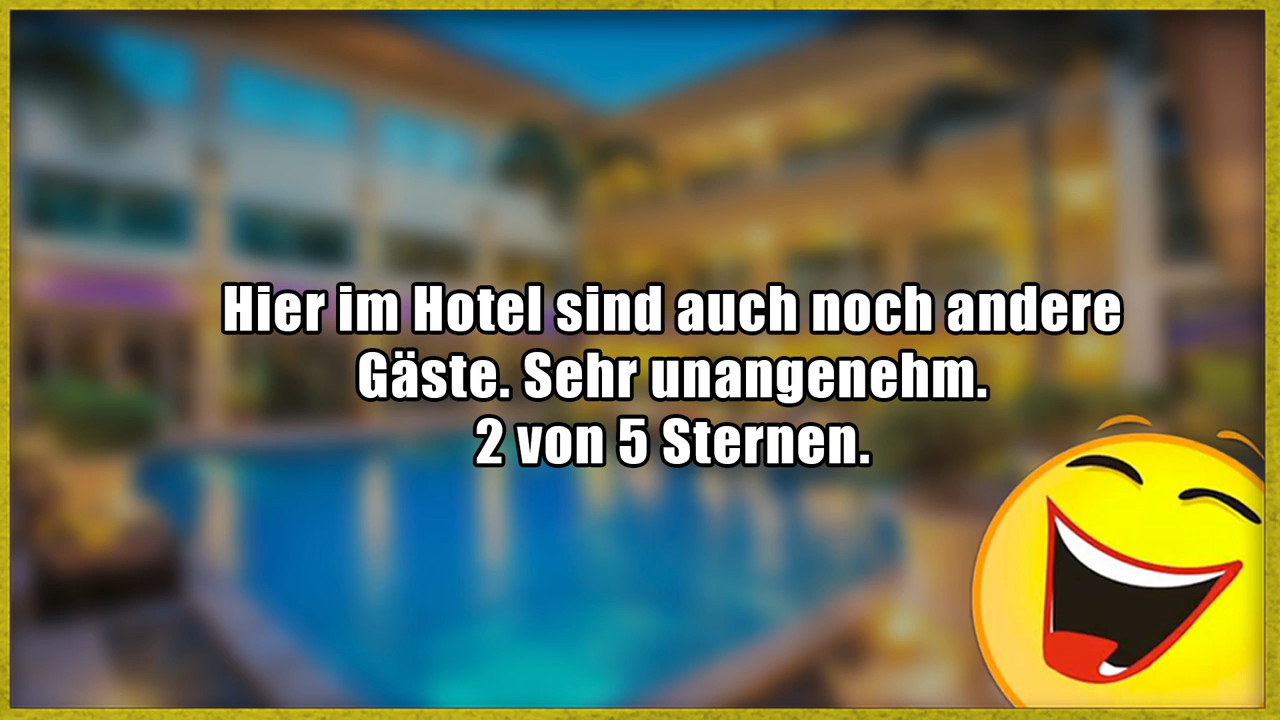 Hier im Hotel sind auch noch andere
Gäste. Sehr unangenehm.
2 von 5 Sternen.